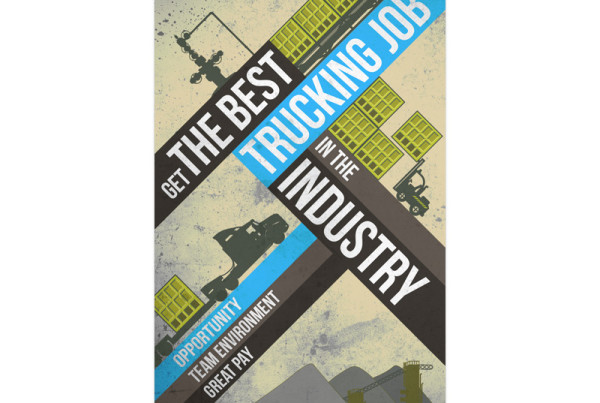 GET THE BEST
TRUCKING JOB
IN THE
INDUSTRY
OPPORTUNITY
TEAM ENVIRONMENT
GREAT PAY